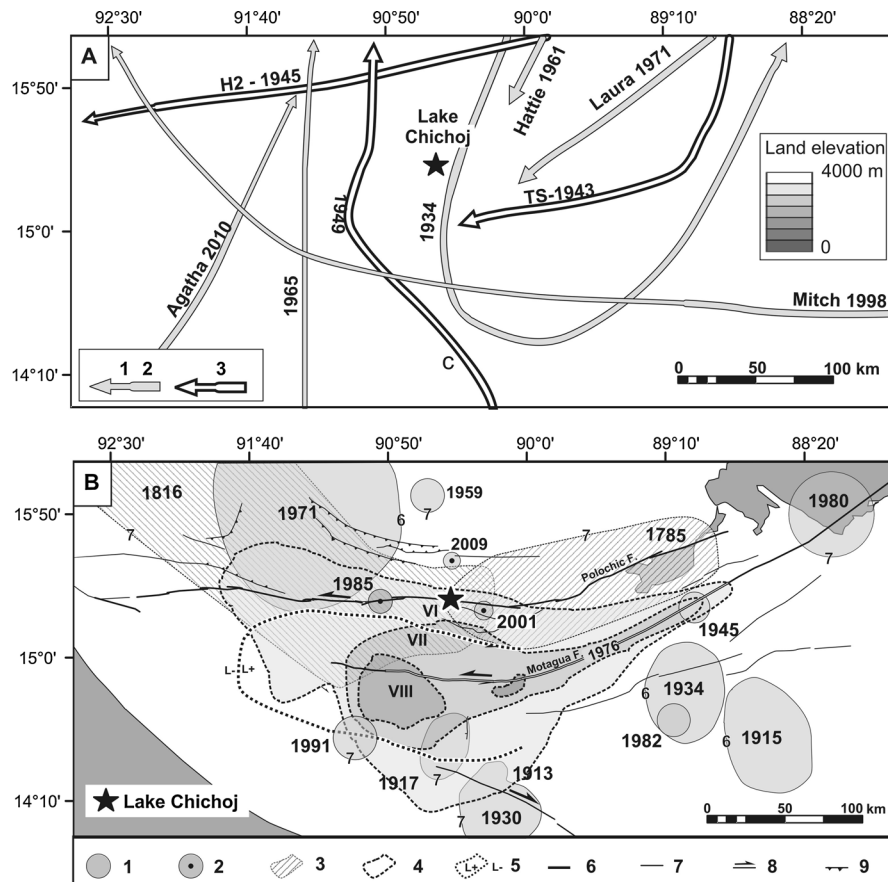 92°30' 91°40' 90°50' 90°0' 89°10' 88°20'
A
15°50'
15°0'
14°10'
H2 - 1945
Hattie 1961
Laura 1971
Lake
Chichoj
Land elevation
4000 m
0
TS-1943
1949
1934
Agatha 2010
1965
Mitch 1998
C
1 2 3
0 50 100 km
92°30' 91°40' 90°50' 90°0' 89°10' 88°20'
B
15°50'
15°0'
14°10'
1816
7
1971
6
1959
7
2009
7
1785
1980
7
Polochic F.
1985
VI
2001
1945
VII
Motagua F.
1976
L- L+
VIII
6
1934
1982
6
1915
1991
7
1917
7
1913
7
1930
Lake Chichoj
0 50 100 km
1 2 3 4 L+ L- 5 6 7 8 9